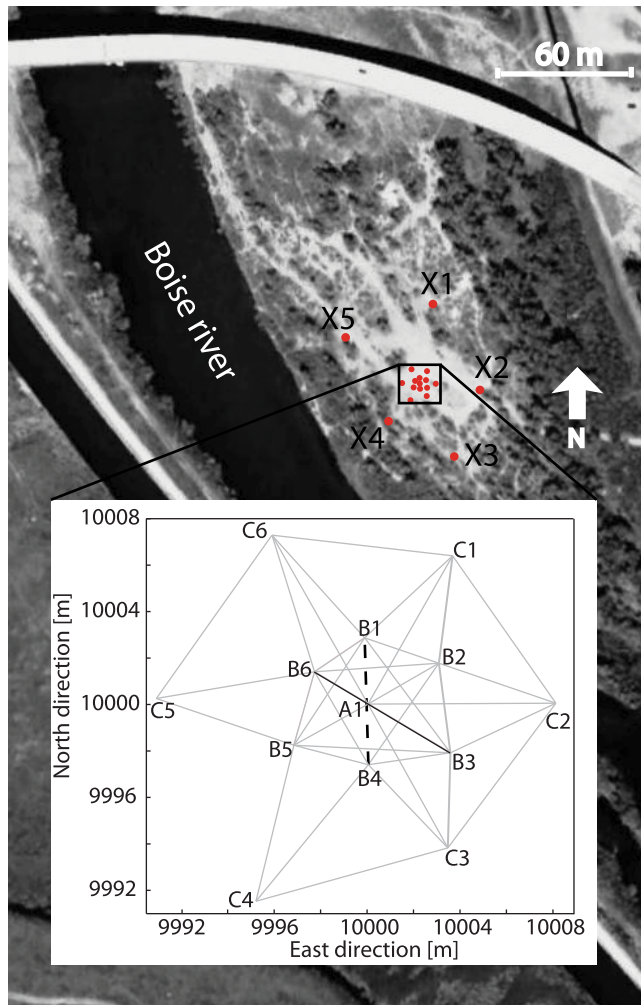 60 m
Boise river
X1
X5
X2
X4
X3
N
10008
10004
10000
9996
9992
North direction [m]
C6
C1
B1
B2
B6
A1
C5
C2
B5
B4
B3
C3
C4
9992
9996
10000
10004
10008
East direction [m]